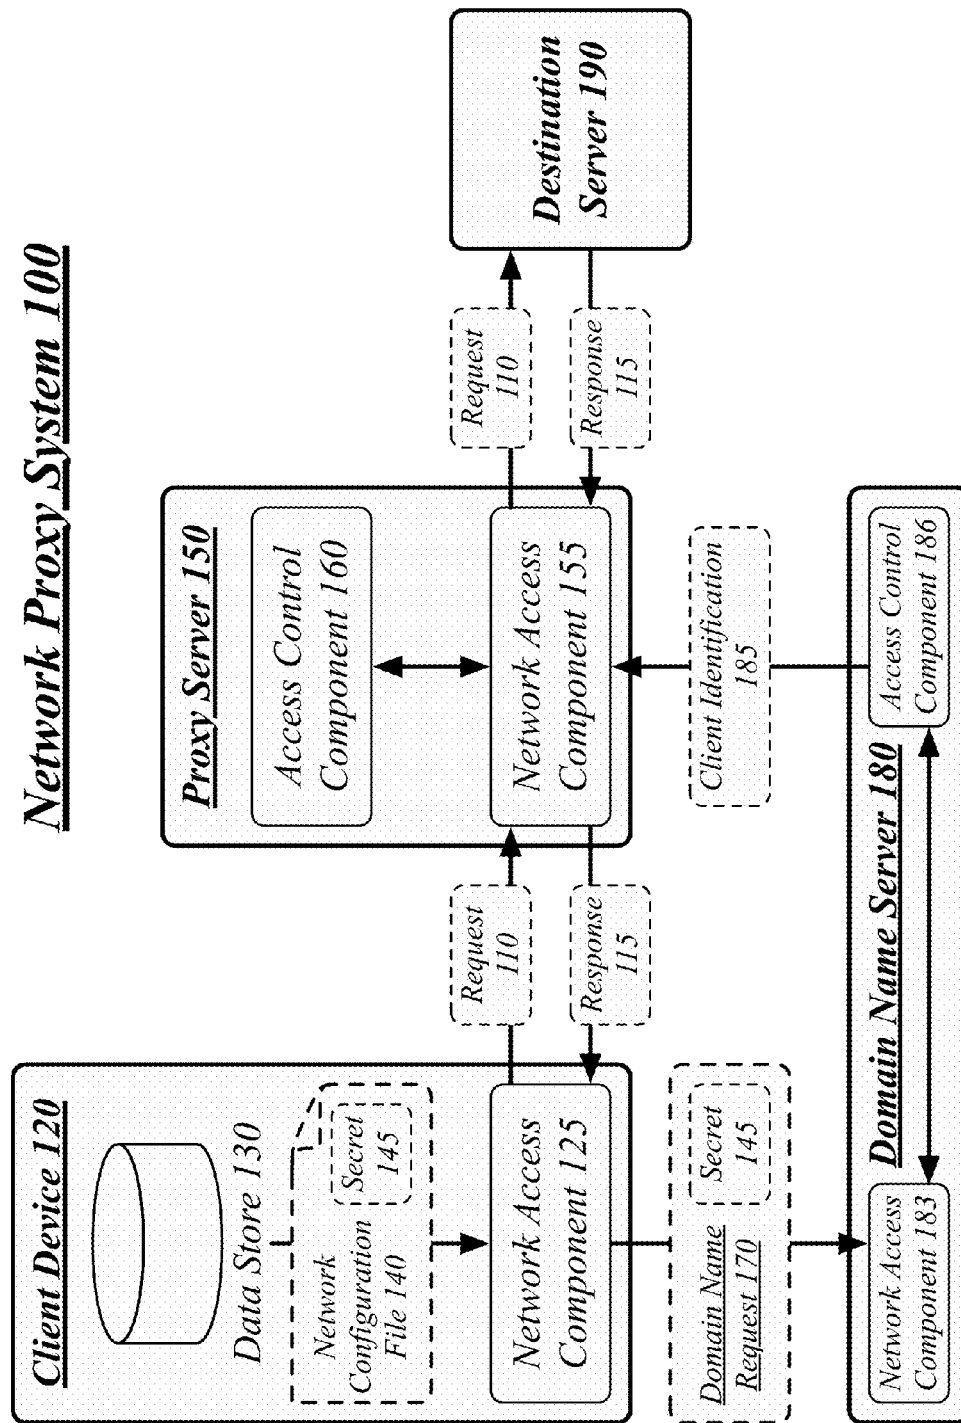 Network Proxy System 100
Client Device 120
Data Store 130
Network
Configuration
File 140
Secret
145
Network Access
Component 125
Request
110
Response
115
Proxy Server 150
Access Control
Component 160
Network Access
Component 155
Request
110
Response
115
Destination
Server 190
Domain Name
Request 170
Secret
145
Client Identification
185
Domain Name Server 180
Network Access
Component 183
Access Control
Component 186